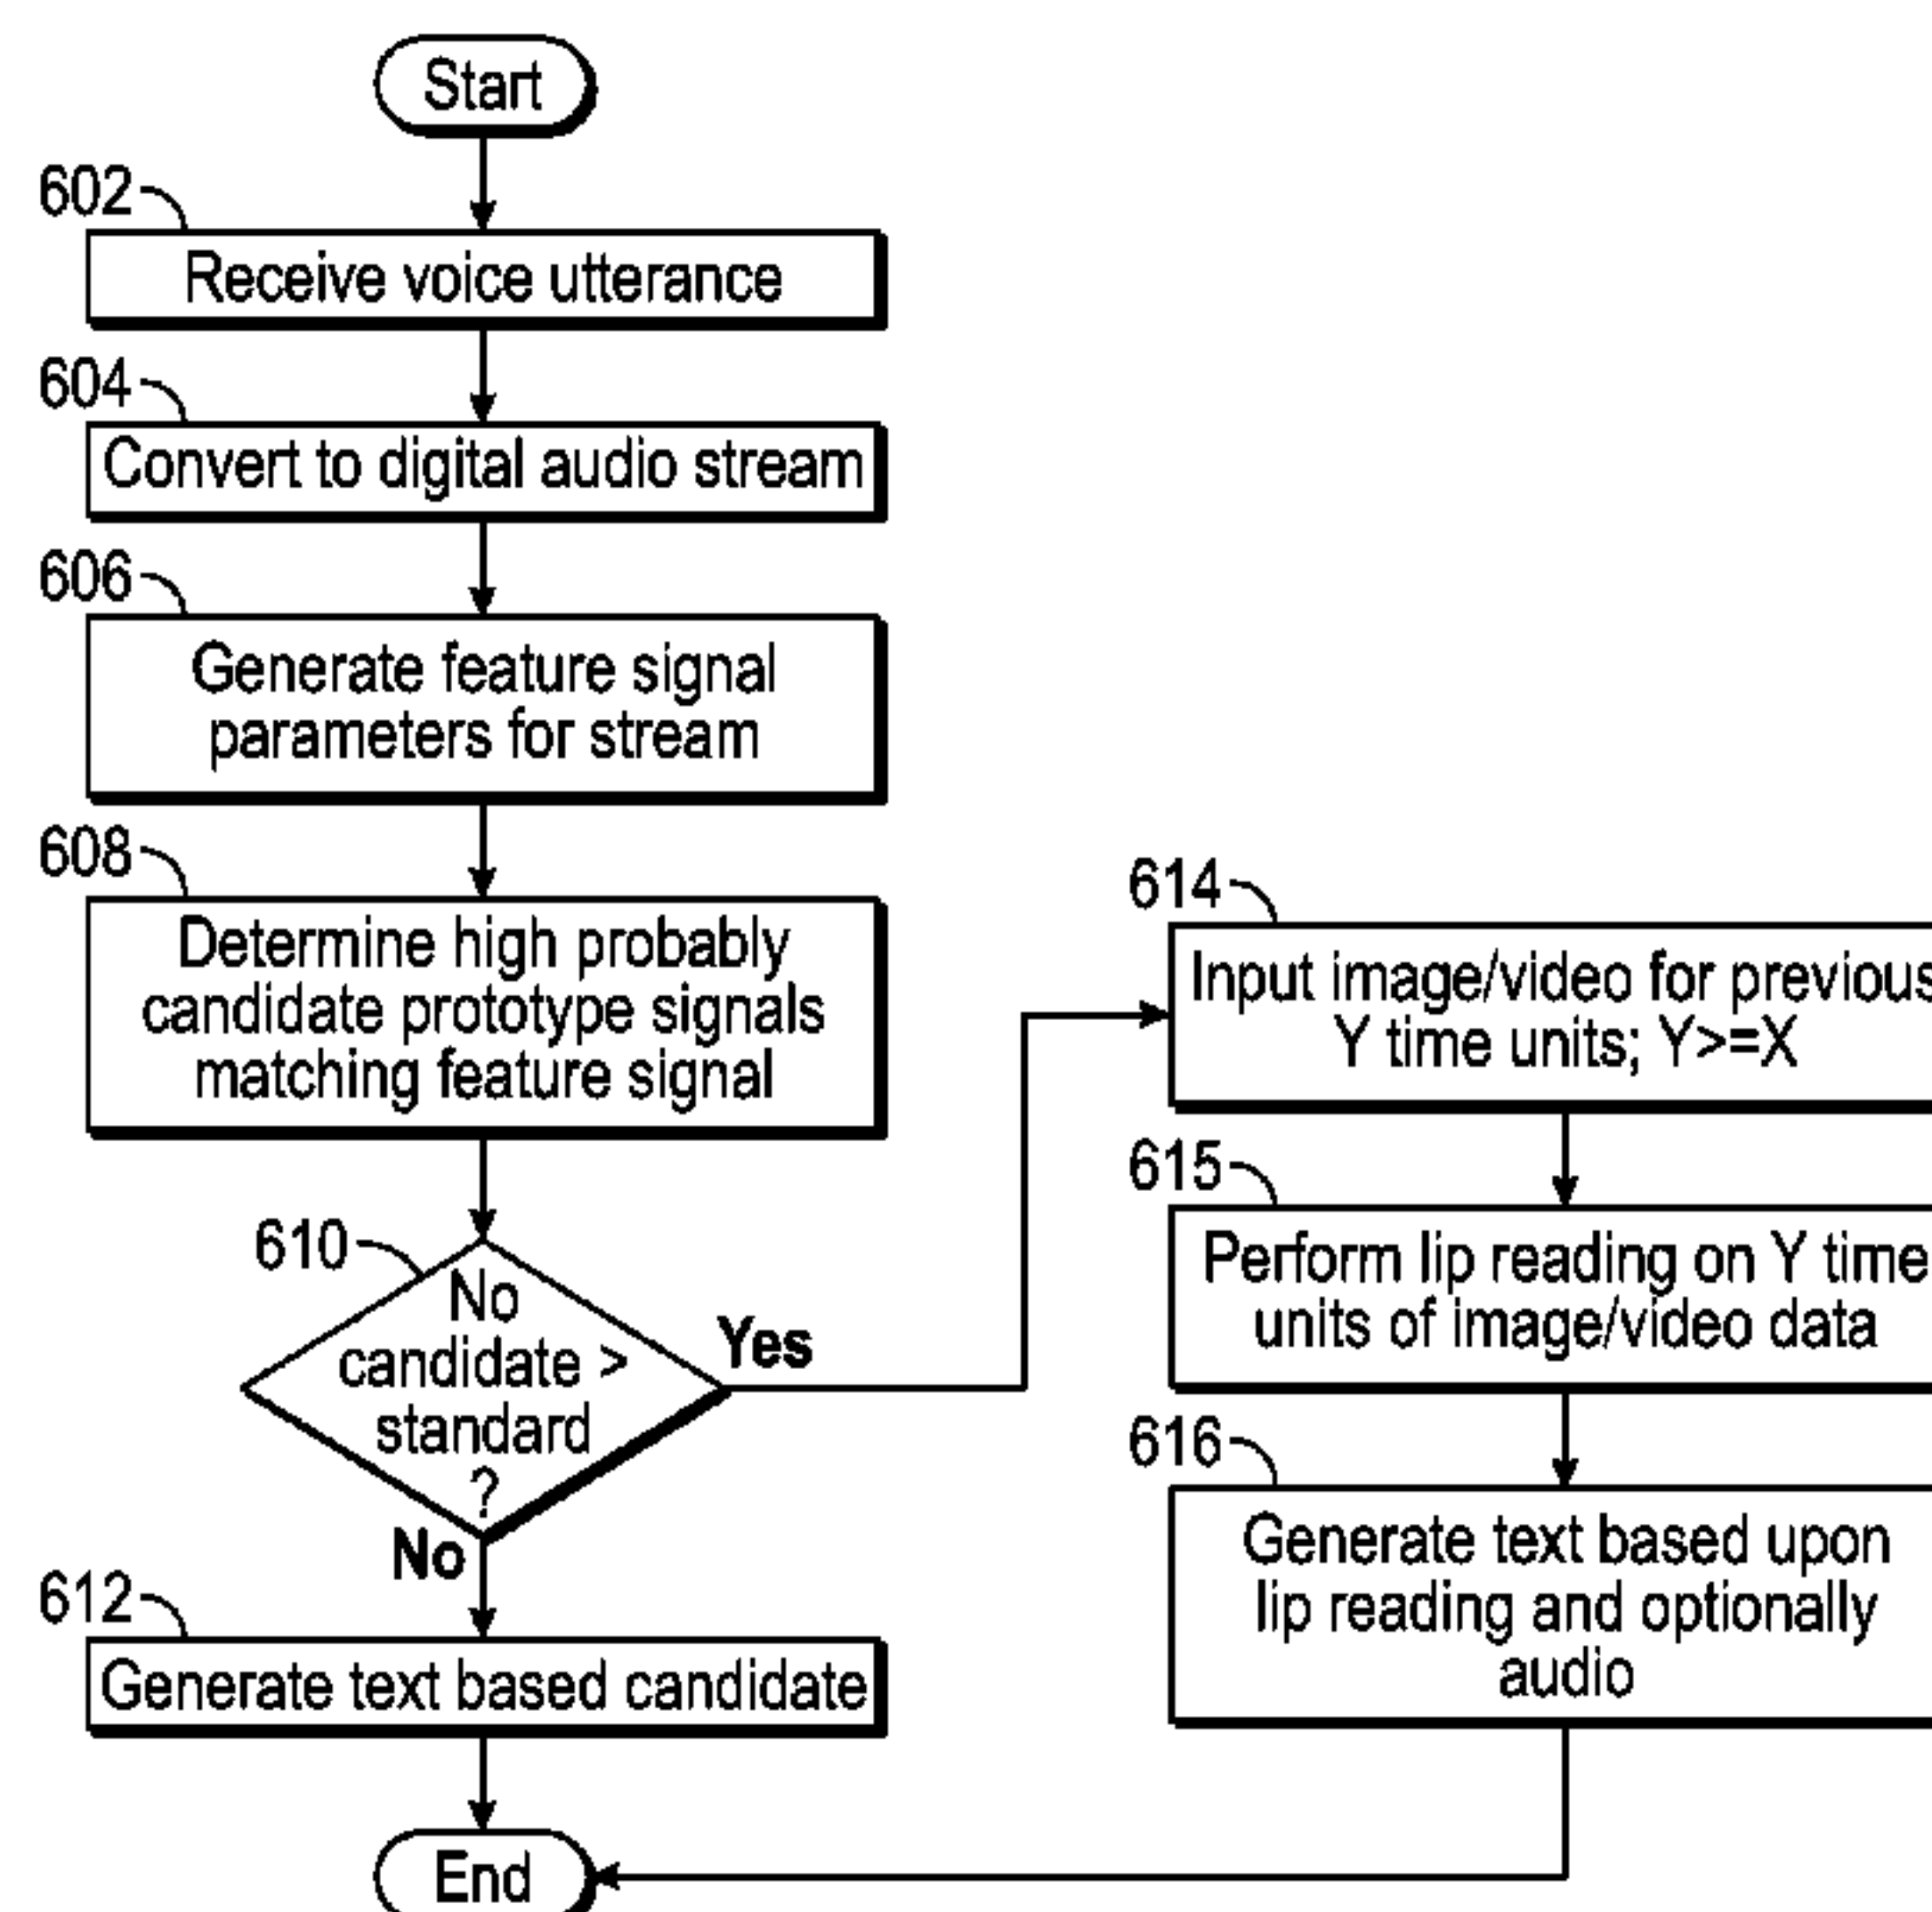 Start
602
Receive voice utterance
604
Convert to digital audio stream
606
Generate feature signal
parameters for stream
608
Determine high probably
candidate prototype signals
matching feature signal
610
No
candidate >
standard
?
Yes
No
612
Generate text based candidate
End
614
Input image/video for previous
Y time units; Y>=X
615
Perform lip reading on Y time
units of image/video data
616
Generate text based upon
lip reading and optionally
audio